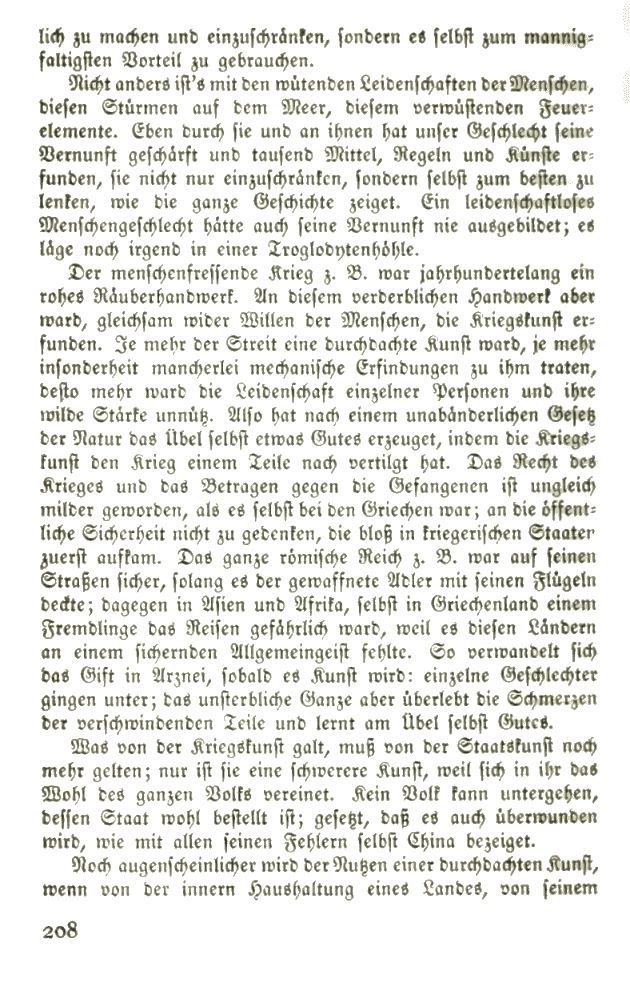 lich zu machen und einzuschränken, sondern es selbst zum mannig-
faltigsten Vorteil zu gebrauchen.
Nicht anders ist's mit den wütenden Leidenschaften der Menschen,
diesen Stürmen auf dem Meer, diesem verwüstenden Feuer-
elemente. Eben durch sie und an ihnen hat unser Geschlecht seine
Vernunft geschärft und tausend Mittel, Regeln und Künste er-
funden, sie nicht nur einzuschränken, sondern selbst zum besten zu
lenken, wie die ganze Geschichte zeiget. Ein leidenschaftloses
Menschengeschlecht hätte auch seine Vernunft nie ausgebildet; es
läge noch irgend in einer Troglodytenhöhle.
Der menschenfressende Krieg z. B. war jahrhundertelang ein
rohes Räuberhandwerk. An diesem verderblichen Handwerk aber
ward, gleichsam wider Willen der Menschen, die Kriegskunst er-
funden. Je mehr der Streit eine durchdachte Kunst ward, je mehr
insonderheit mancherlei mechanische Erfindungen zu ihm traten,
desto mehr ward die Leidenschaft einzelner Personen und ihre
wilde Stärke unnütz. Also hat nach einem unabänderlichen Gesetz
der Natur das Übel selbst etwas Gutes erzeuget, indem die Kriegs-
kunst den Krieg einem Teile nach vertilgt hat. Das Recht des
Krieges und das Betragen gegen die Gefangenen ist ungleich
milder geworden, als es selbst bei den Griechen war; an die öffent-
liche Sicherheit nicht zu gedenken, die bloß in kriegerischen Staater
zuerst aufkam. Das ganze römische Reich z. B. war auf seinen
Straßen sicher, solang es der gewaffnete Adler mit seinen Flügeln
deckte; dagegen in Asien und Afrika, selbst in Griechenland einem
Fremdlinge das Reisen gefährlich ward, weil es diesen Ländern
an einem sichernden Allgemeingeist fehlte. So verwandelt sich
das Gift in Arznei, sobald es Kunst wird: einzelne Geschlechter
gingen unter; das unsterbliche Ganze aber überlebt die Schmerzen
der verschwindenden Teile und lernt am Übel selbst Gutes.
Was von der Kriegskunst galt, muß von der Staatskunst noch
mehr gelten; nur ist sie eine schwerere Kunst, weil sich in ihr das
Wohl des ganzen Volks vereinet. Kein Volk kann untergehen,
dessen Staat wohl bestellt ist; gesetzt, daß es auch überwunden
wird, wie mit allen seinen Fehlern selbst China bezeiget.
Noch augenscheinlicher wird der Nutzen einer durchdachten Kunst,
wenn von der innern Haushaltung eines Landes, von seinem
208